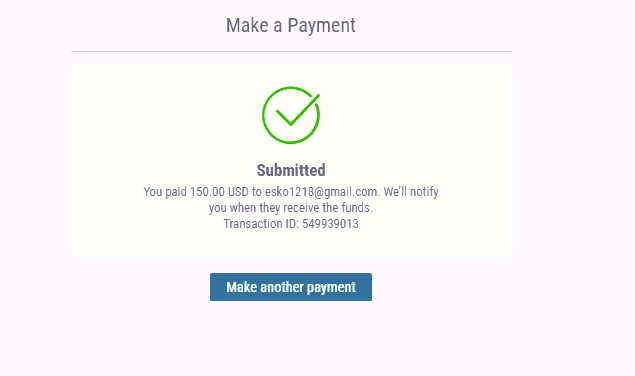 Make a Payment
Submitted
You paid 150.00 USD to esko1218@gmail.com. We'll notify
you when they receive the funds.
Transaction ID: 549939013
Make another payment